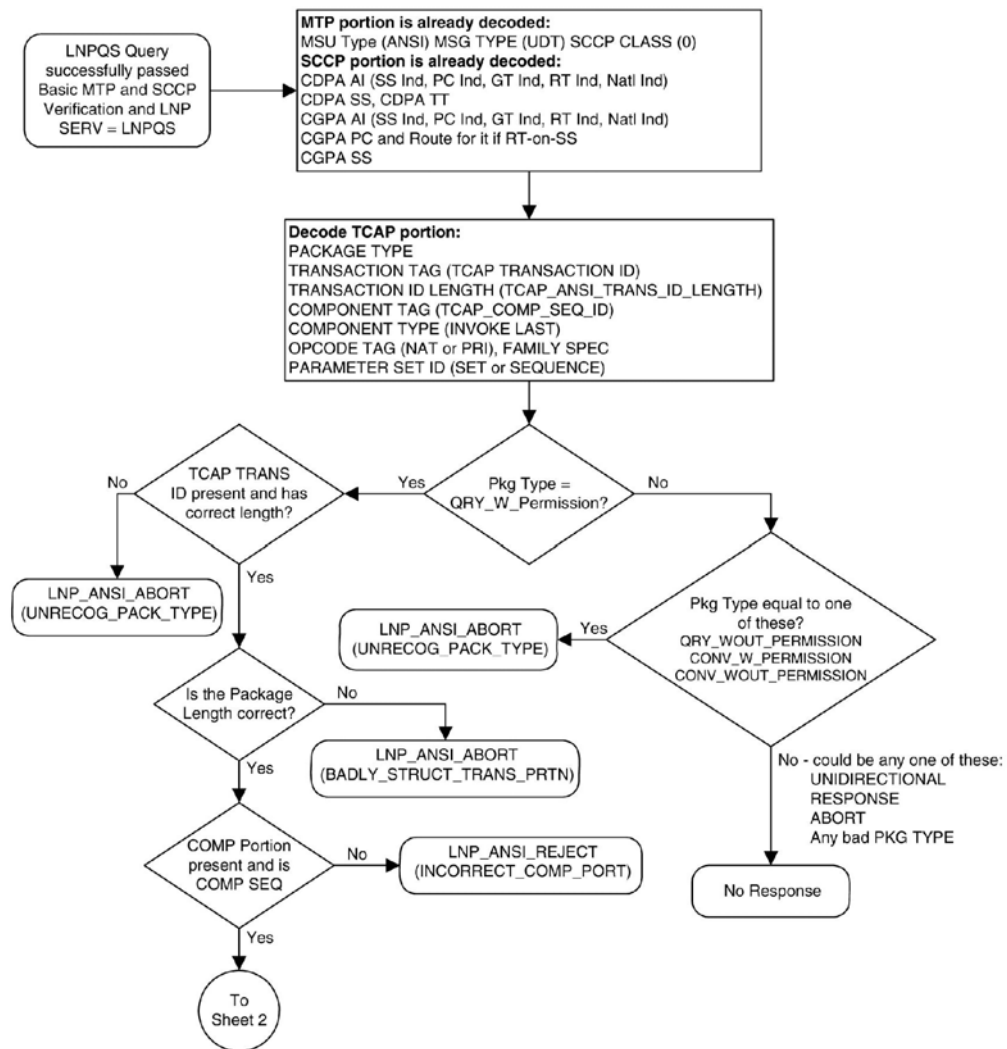 LNPQS Query
successfully passed
Basic MTP and SCCP
Verification and LNP
SERV = LNPQS
MTP portion is already decoded:
MSU Type (ANSI) MSG TYPE (UDT) SCCP CLASS (0)
SCCP portion is already decoded:
CDPA AI (SS Ind, PC Ind, GT Ind, RT Ind, Natl Ind)
CDPA SS, CDPA TT
CGPA AI (SS Ind, PC Ind, GT Ind, RT Ind, Natl Ind)
CGPA PC and Route for it if RT-on-SS
CGPA SS
Decode TCAP portion:
PACKAGE TYPE
TRANSACTION TAG (TCAP TRANSACTION ID)
TRANSACTION ID LENGTH (TCAP_ANSI_TRANS_ID_LENGTH)
COMPONENT TAG (TCAP_COMP_SEQ_ID)
COMPONENT TYPE (INVOKE LAST)
OPCODE TAG (NAT or PRI), FAMILY SPEC
PARAMETER SET ID (SET or SEQUENCE)
Pkg Type =
QRY_W_Permission?
Yes
No
TCAP TRANS
ID present and has
correct length?
No
Yes
LNP_ANSI_ABORT
(UNRECOG_PACK_TYPE)
Pkg Type equal to one
of these?
QRY_WOUT_PERMISSION
CONV_W_PERMISSION
CONV_WOUT_PERMISSION
Yes
LNP_ANSI_ABORT
(UNRECOG_PACK_TYPE)
Is the Package
Length correct?
No
Yes
LNP_ANSI_ABORT
(BADLY_STRUCT_TRANS_PRTN)
No - could be any one of these:
UNIDIRECTIONAL
RESPONSE
ABORT
Any bad PKG TYPE
No Response
COMP Portion
present and is
COMP SEQ
No
Yes
LNP_ANSI_REJECT
(INCORRECT_COMP_PORT)
To
Sheet 2